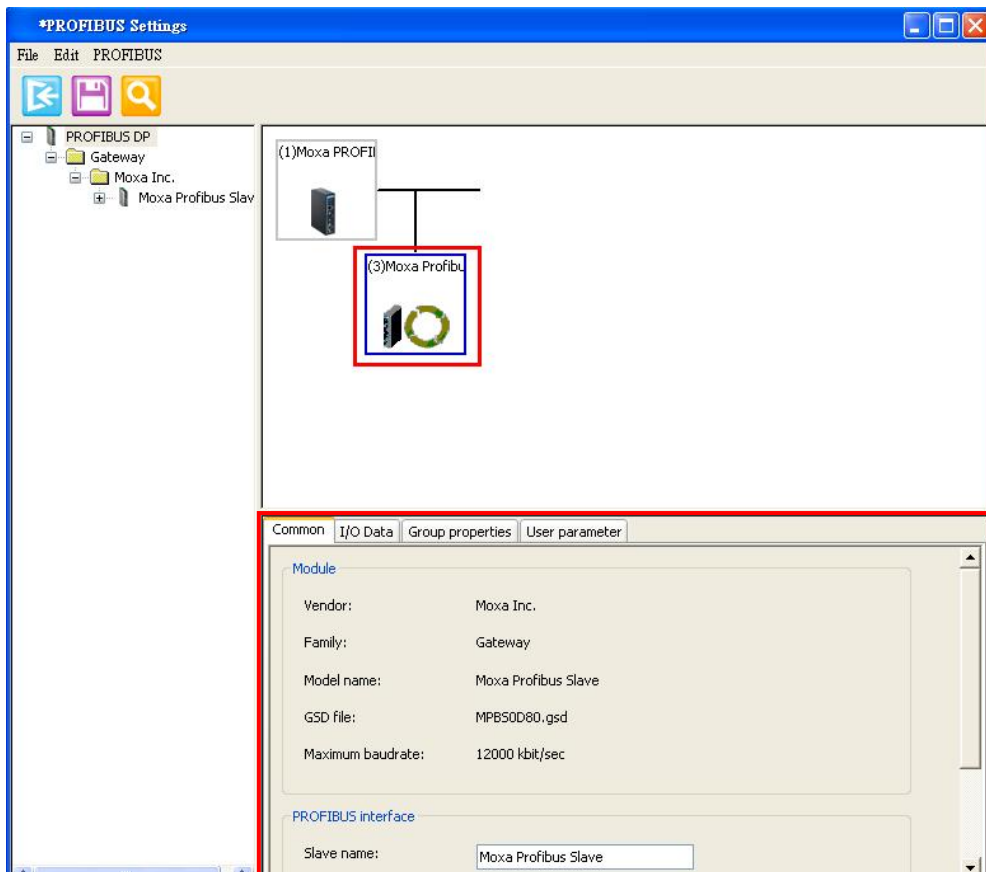 *PROFIBUS Settings
File Edit PROFIBUS
PROFIBUS DP
Gateway
Moxa Inc.
Moxa Profibus Slav
(1)Moxa PROFI
(3)Moxa Profibu
Common I/O Data Group properties User parameter
Module
Vendor: Moxa Inc.
Family: Gateway
Model name: Moxa Profibus Slave
GSD file: MPBS0D80.gsd
Maximum baudrate: 12000 kbit/sec
PROFIBUS interface
Slave name: Moxa Profibus Slave